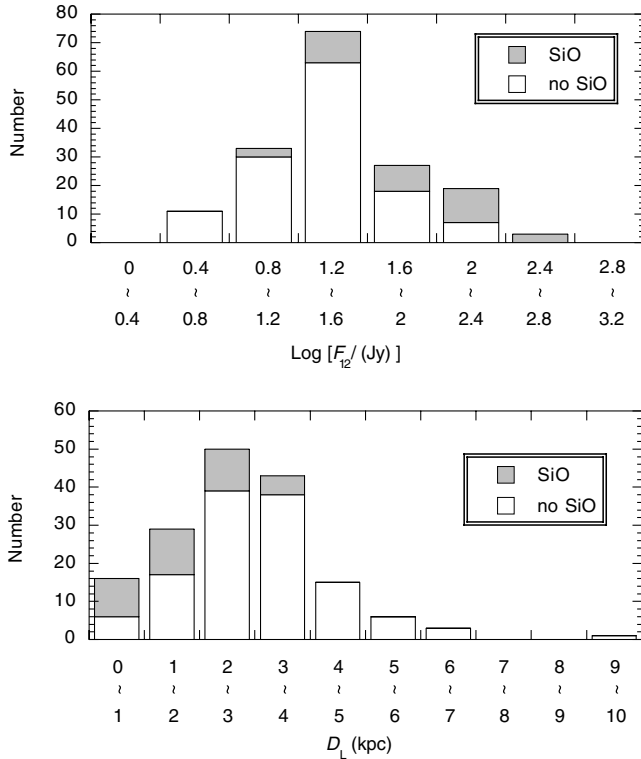 80
70
60
50
40
30
20
10
0
Number
SiO
no SiO
0 0.4 0.8 1.2 1.6 2 2.4 2.8
~ ~ ~ ~ ~ ~ ~ ~
0.4 0.8 1.2 1.6 2 2.4 2.8 3.2
Log [F12/ (Jy) ]
60
50
40
30
20
10
0
Number
SiO
no SiO
0 1 2 3 4 5 6 7 8 9
~ ~ ~ ~ ~ ~ ~ ~ ~ ~
1 2 3 4 5 6 7 8 9 10
DL (kpc)